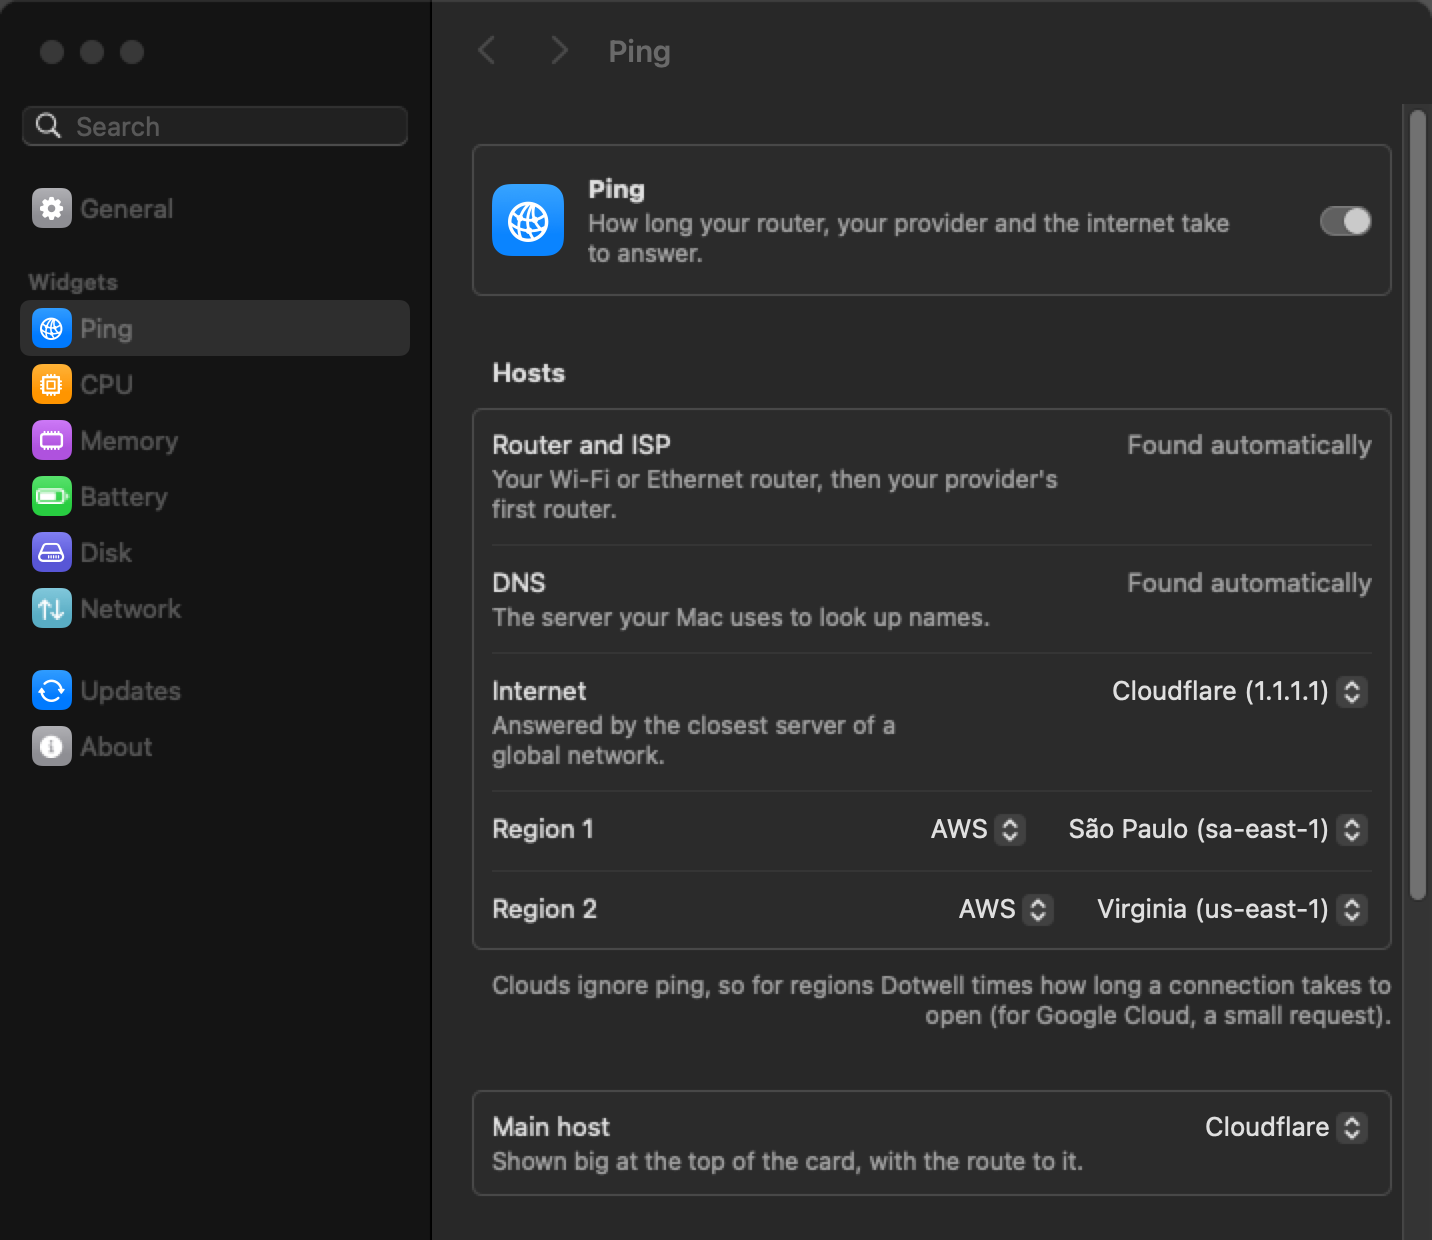 Ping
Search
General
Widgets
Ping
CPU
Memory
Battery
Disk
Network
Updates
About
Ping
How long your router, your provider and the internet take
to answer.
Hosts
Router and ISP
Found automatically
Your Wi-Fi or Ethernet router, then your provider's
first router.
DNS
Found automatically
The server your Mac uses to look up names.
Internet
Cloudflare (1.1.1.1)
Answered by the closest server of a
global network.
Region 1
AWS
São Paulo (sa-east-1)
Region 2
AWS
Virginia (us-east-1)
Clouds ignore ping, so for regions Dotwell times how long a connection takes to
open (for Google Cloud, a small request).
Main host
Cloudflare
Shown big at the top of the card, with the route to it.